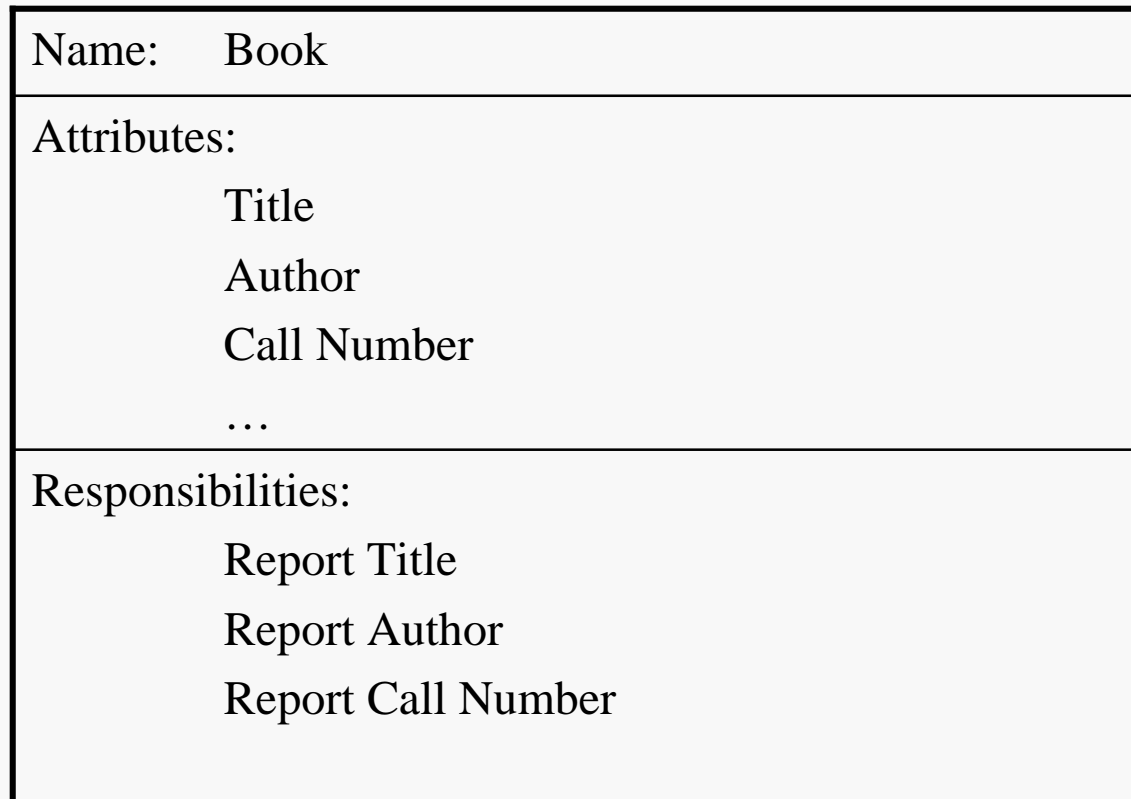 Name: Book
Attributes:
Title
Author
Call Number
…
Responsibilities:
Report Title
Report Author
Report Call Number